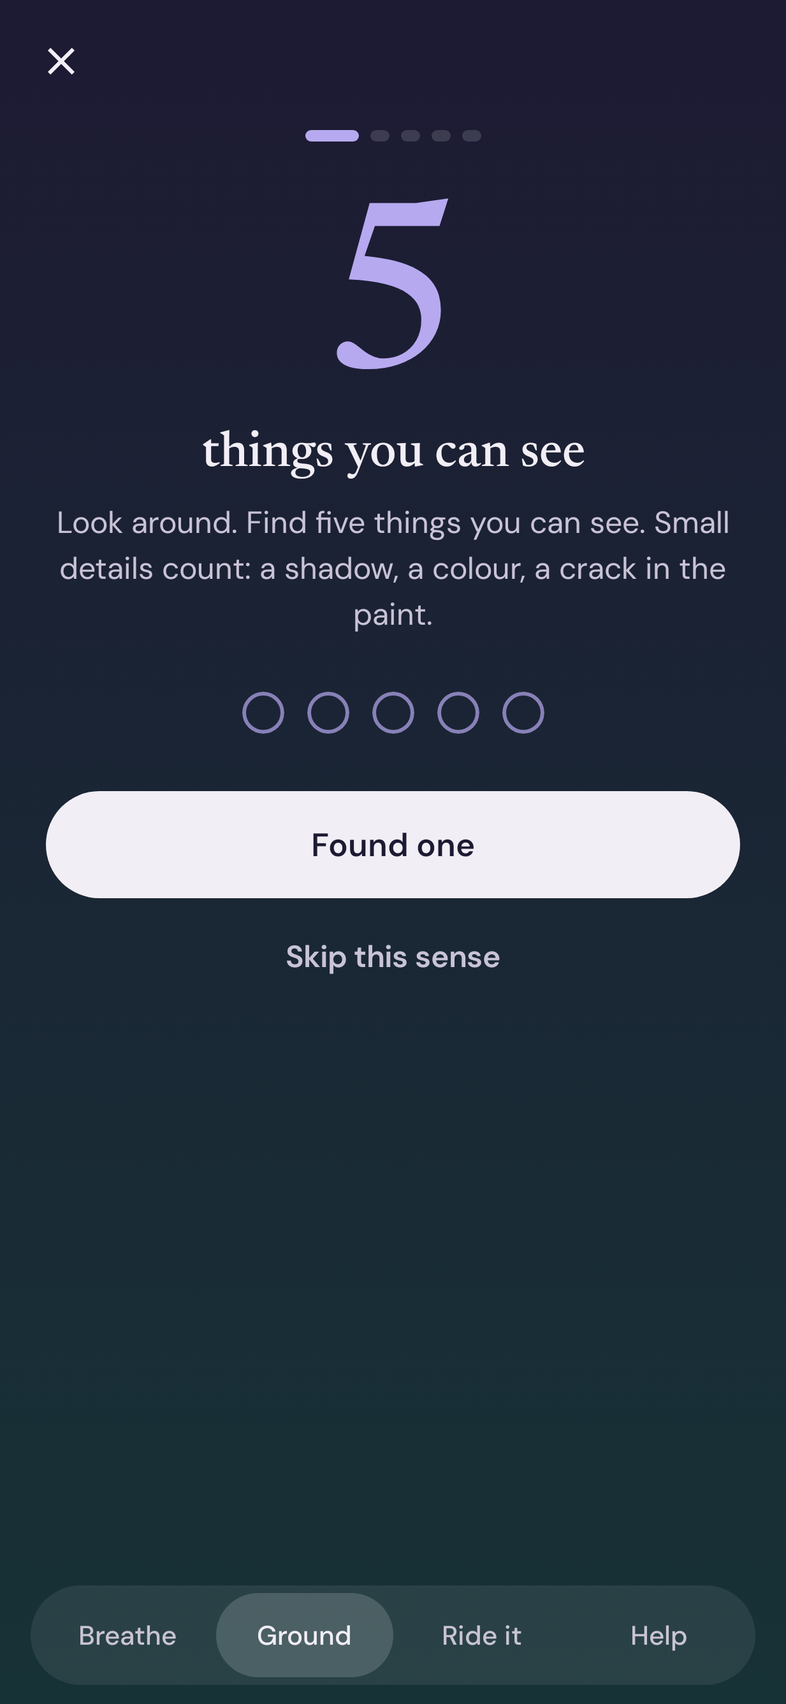 5
things you can see
Look around. Find five things you can see. Small
details count: a shadow, a colour, a crack in the
paint.
Found one
Skip this sense
Breathe Ground Ride it Help